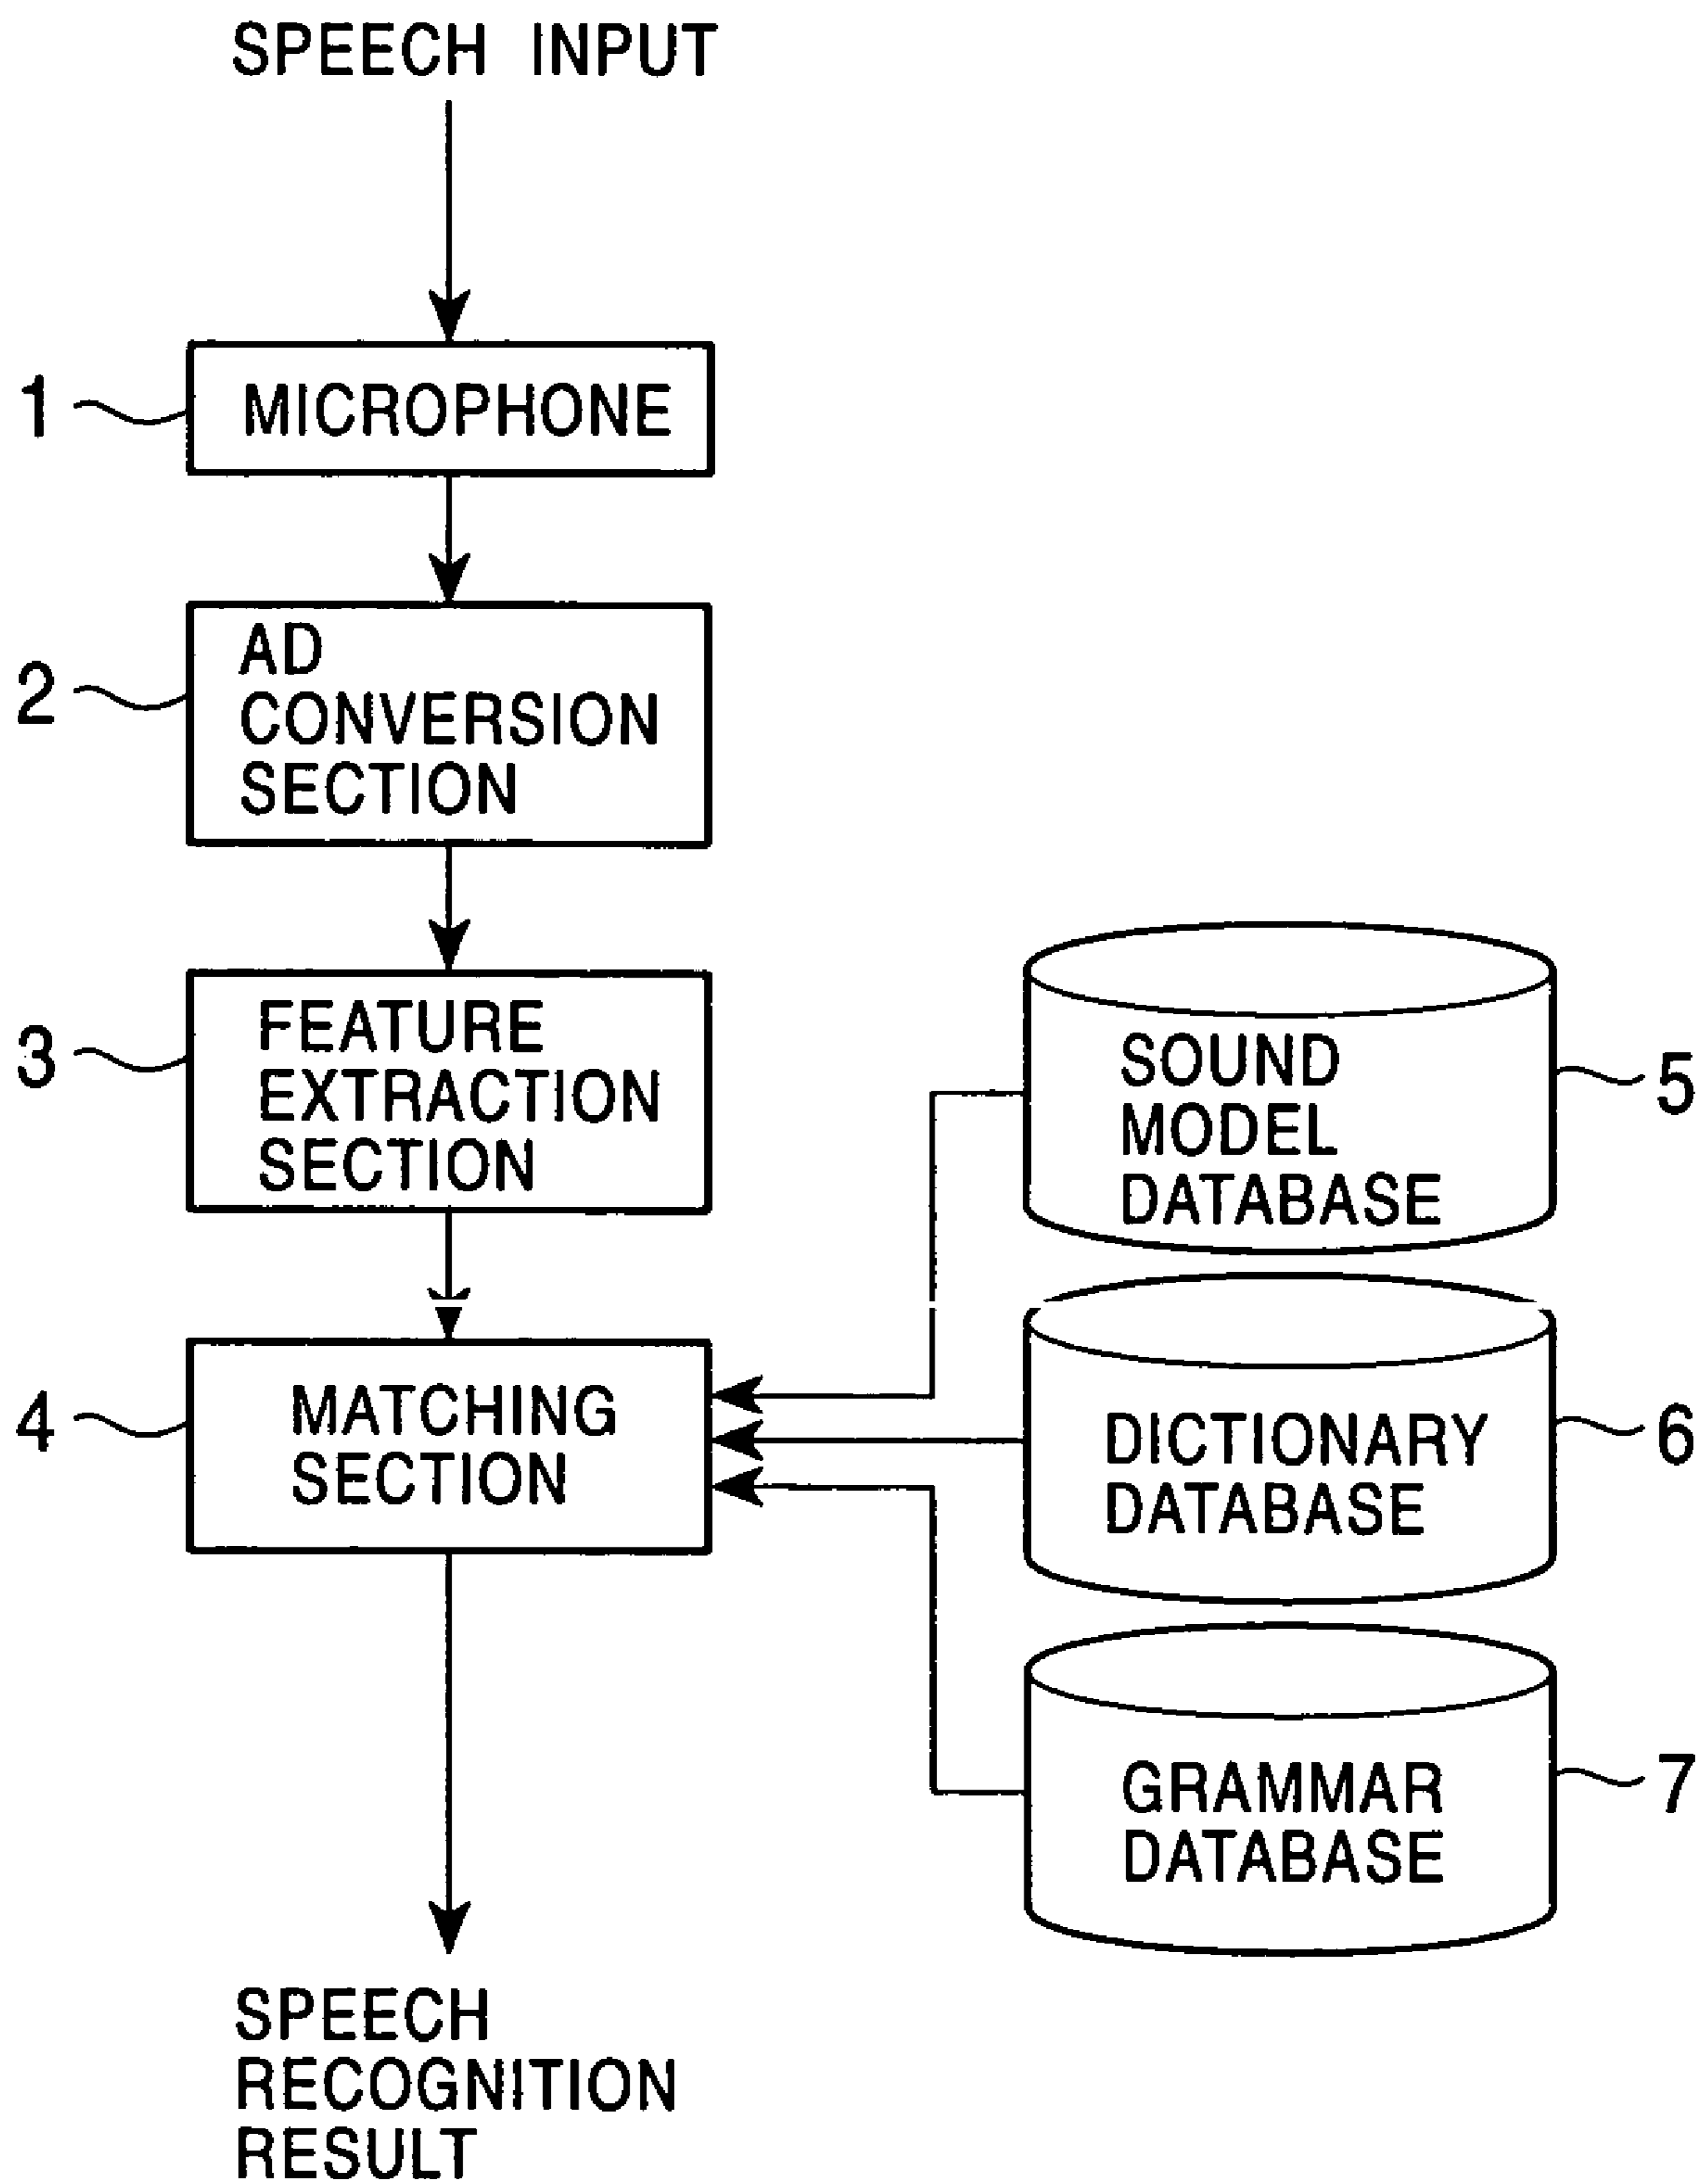 SPEECH INPUT
1
MICROPHONE
2
AD
CONVERSION
SECTION
3
FEATURE
EXTRACTION
SECTION
SOUND
MODEL
DATABASE
5
4
MATCHING
SECTION
DICTIONARY
DATABASE
6
GRAMMAR
DATABASE
7
SPEECH
RECOGNITION
RESULT